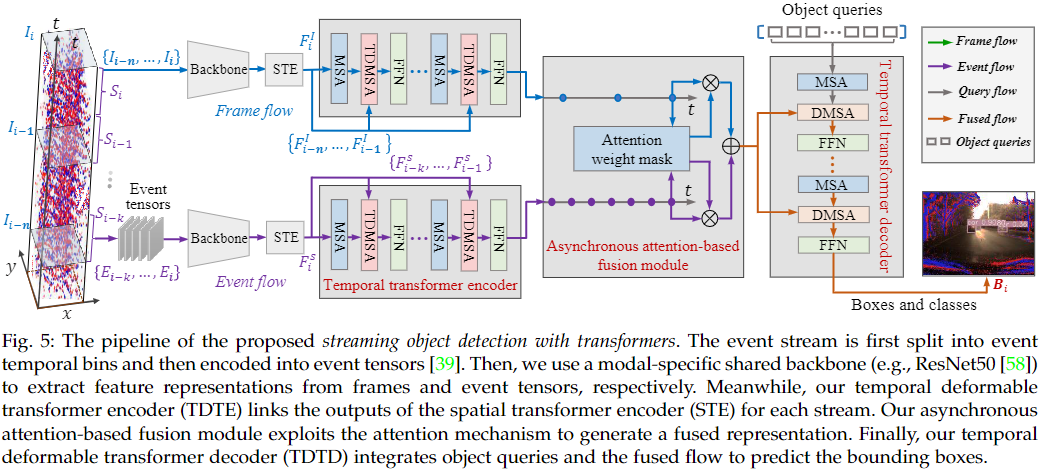 I_i
t
t
{I_{i-n}, ..., I_i}
S_i
I_{i-1}
S_{i-1}
S_{i-k}
I_{i-n}
y
x
Event
tensors
{E_{i-k}, ..., E_i}
Backbone
STE
F_i^I
Frame flow
MSA
TDMSA
FFN
...
MSA
TDMSA
FFN
{F_{i-n}^I, ..., F_{i-1}^I}
{F_{i-k}^s, ..., F_{i-1}^s}
Backbone
STE
F_i^s
Event flow
MSA
TDMSA
FFN
...
MSA
TDMSA
FFN
Temporal transformer encoder
t
Attention
weight mask
t
Asynchronous attention-based
fusion module
Object queries
...
MSA
DMSA
FFN
MSA
DMSA
FFN
Temporal transformer
decoder
Frame flow
Event flow
Query flow
Fused flow
Object queries
B_i
Boxes and classes
Fig. 5: The pipeline of the proposed streaming object detection with transformers. The event stream is first split into event
temporal bins and then encoded into event tensors [39]. Then, we use a modal-specific shared backbone (e.g., ResNet50 [58])
to extract feature representations from frames and event tensors, respectively. Meanwhile, our temporal deformable
transformer encoder (TDTE) links the outputs of the spatial transformer encoder (STE) for each stream. Our asynchronous
attention-based fusion module exploits the attention mechanism to generate a fused representation. Finally, our temporal
deformable transformer decoder (TDTD) integrates object queries and the fused flow to predict the bounding boxes.